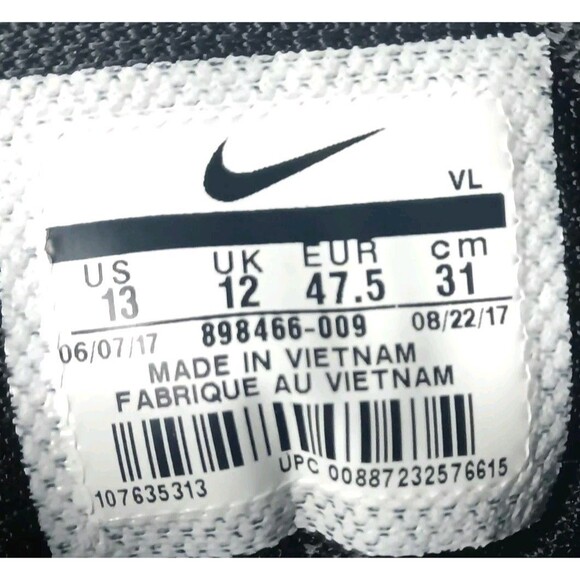 VL
US UK EUR cm
13 12 47.5 31
06/07/17 898466-009 08/22/17
MADE IN VIETNAM
FABRIQUE AU VIETNAM
UPC 00887232576615
107635313